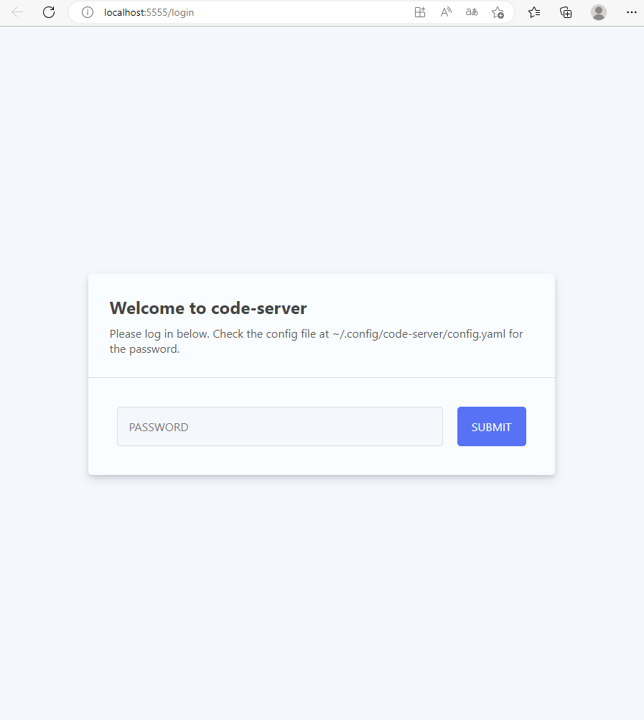 localhost:5555/login
Welcome to code-server
Please log in below. Check the config file at ~/.config/code-server/config.yaml for
the password.
PASSWORD
SUBMIT